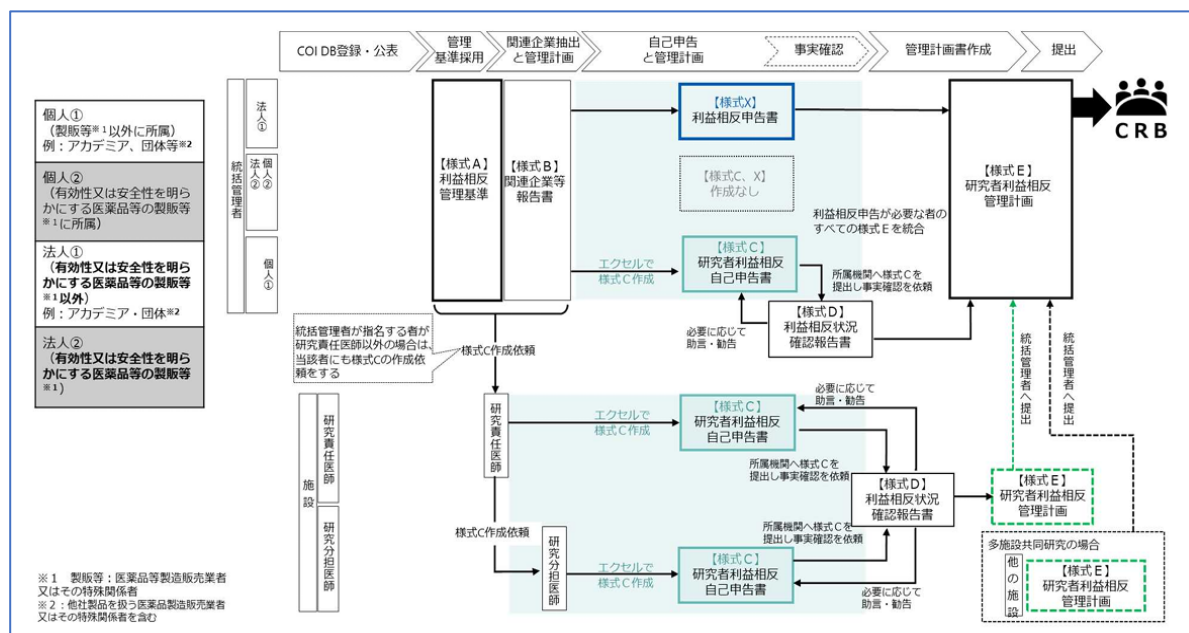 COI DB登録・公表
管理
基準採用
関連企業抽出
と管理計画
自己申告
と管理計画
事実確認
管理計画書作成
提出
個人①
（製販等※1以外に所属）
例：アカデミア、団体等※2
個人②
（有効性又は安全性を明ら
かにする医薬品等の製販等
※1に所属）
法人①
（有効性又は安全性を明ら
かにする医薬品等の製販等
※1以外）
例：アカデミア・団体※2
法人②
（有効性又は安全性を明ら
かにする医薬品等の製販等
※1）
統括管理者
法人①
個人②
法人②
個人①
【様式A】
利益相反
管理基準
【様式B】
関連企業等
報告書
【様式X】
利益相反申告書
【様式C、X】
作成なし
エクセルで
様式C作成
【様式C】
研究者利益相反
自己申告書
所属機関へ様式Cを
提出し事実確認を依頼
必要に応じて
助言・勧告
【様式D】
利益相反状況
確認報告書
【様式E】
研究者利益相反
管理計画
利益相反申告が必要な者の
すべての様式Eを統合
CRB
統括管理者が指名する者が
研究責任医師以外の場合は、
当該者にも様式Cの作成依
頼をする
様式C作成依頼
統括管理者へ提出
統括管理者へ提出
施設
研究責任医師
研究分担医師
研究責任医師
エクセルで
様式C作成
【様式C】
研究者利益相反
自己申告書
必要に応じて
助言・勧告
所属機関へ様式Cを
提出し事実確認を依頼
【様式D】
利益相反状況
確認報告書
【様式E】
研究者利益相反
管理計画
様式C作成依頼
研究分担医師
エクセルで
様式C作成
【様式C】
研究者利益相反
自己申告書
所属機関へ様式Cを
提出し事実確認を依頼
必要に応じて
助言・勧告
多施設共同研究の場合
他の施設
【様式E】
研究者利益相反
管理計画
※1　製販等：医薬品等製造販売業者
又はその特殊関係者
※2：他社製品を扱う医薬品製造販売業者
又はその特殊関係者を含む